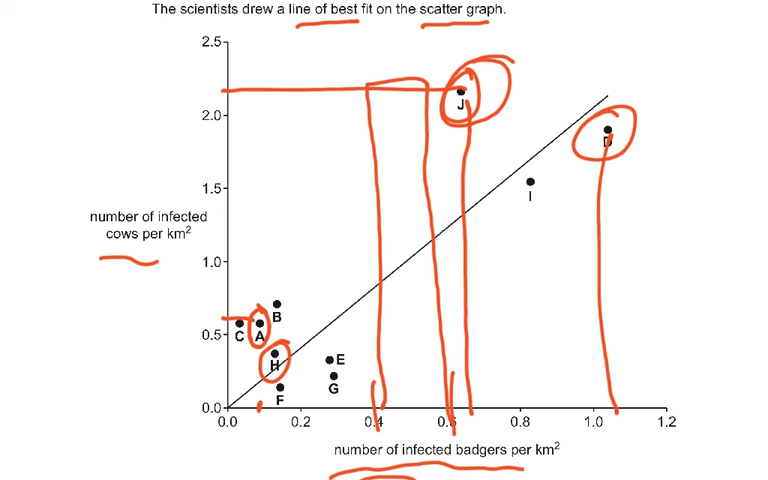 The scientists drew a line of best fit on the scatter graph.
2.5
2.0
J
D
1.5
I
number of infected
cows per km²
1.0
B
C A
0.5
H
E
G
F
0.0
0.0 0.2 0.4 0.6 0.8 1.0 1.2
number of infected badgers per km²